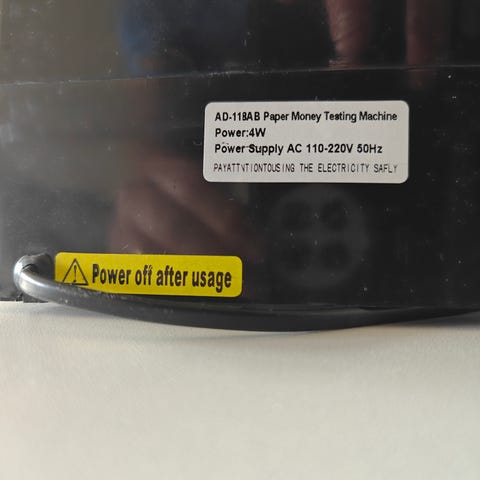 AD-118AB Paper Money Testing Machine
Power:4W
Power Supply AC 110-220V 50Hz
PAYATTVTIONTOUSING THE ELECTRICITY SAFLY
Power off after usage